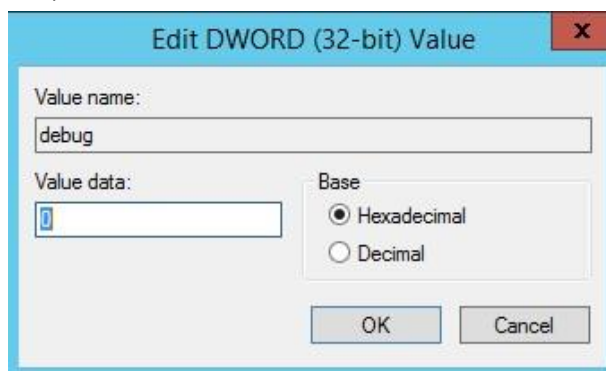 Edit DWORD (32-bit) Value
x
Value name:
debug
Value data:
0
Base
Hexadecimal
Decimal
OK
Cancel